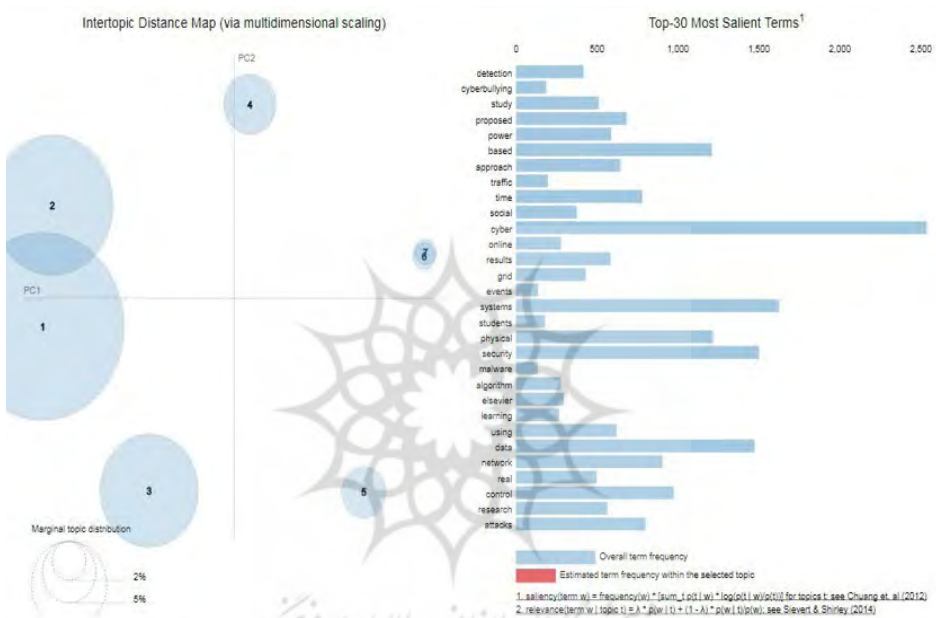 Intertopic Distance Map (via multidimensional scaling)
PC2
4
2
7
6
PC1
1
3
5
Marginal topic distribution
2%
5%
Top-30 Most Salient Terms1
0 500 1,000 1,500 2,000 2,500
detection
cyberbullying
study
proposed
power
based
approach
traffic
time
social
cyber
online
results
grid
events
systems
students
physical
security
malware
algorithm
elsevier
learning
using
data
network
real
control
research
attacks
Overall term frequency
Estimated term frequency within the selected topic
1. saliency(term w) = frequency(w) * [sum_t p(t | w) * log(p(t | w)/p(t))] for topics t; see Chuang et. al (2012)
2. relevance(term w | topic t) = λ * p(w | t) + (1 - λ) * p(w | t)/p(w); see Sievert & Shirley (2014)